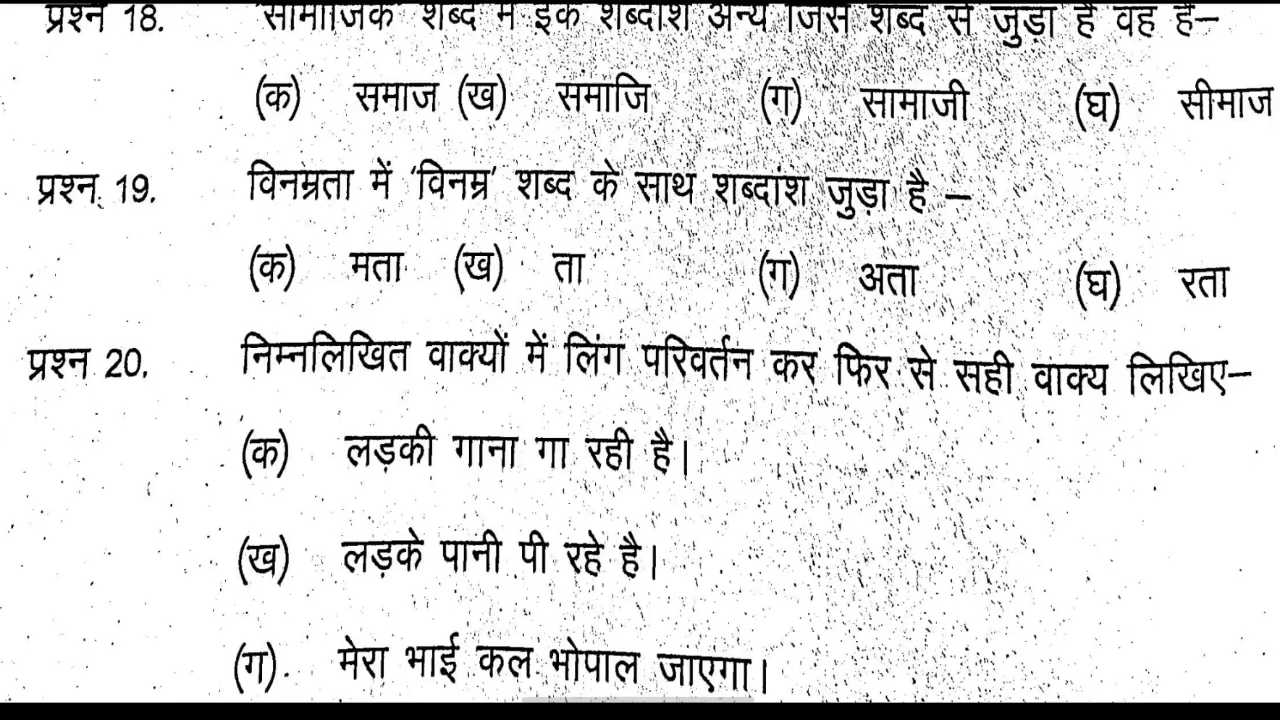 प्रश्न 18. सामाजिक शब्द में इक शब्दांश अन्य जिस शब्द से जुड़ा है वह है–
(क) समाज (ख) समाजि (ग) सामाजी (घ) सीमाज
प्रश्न 19. विनम्रता में 'विनम्र' शब्द के साथ शब्दांश जुड़ा है –
(क) मता (ख) ता (ग) अता (घ) रता
प्रश्न 20. निम्नलिखित वाक्यों में लिंग परिवर्तन कर फिर से सही वाक्य लिखिए–
(क) लड़की गाना गा रही है।
(ख) लड़के पानी पी रहे है।
(ग). मेरा भाई कल भोपाल जाएगा।